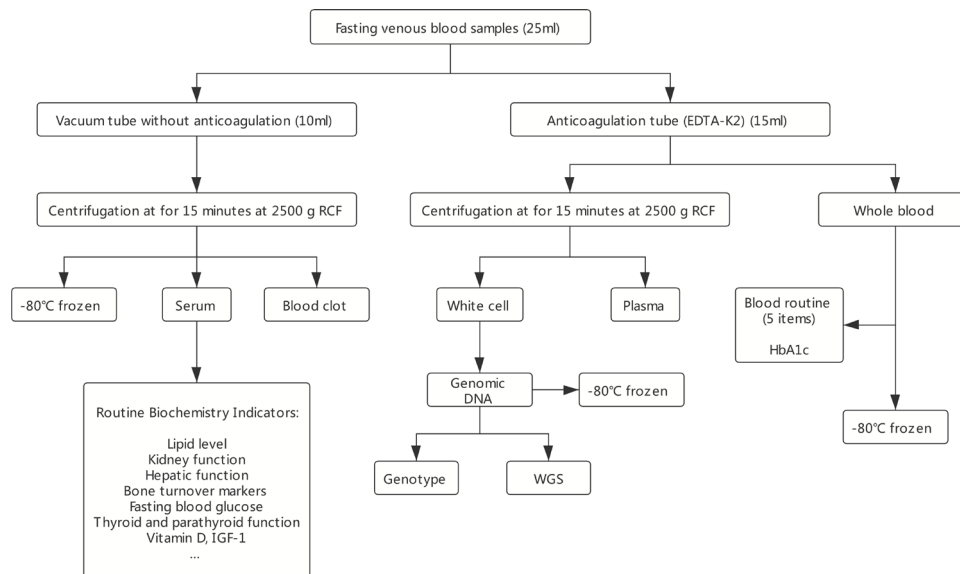 Fasting venous blood samples (25ml)
Vacuum tube without anticoagulation (10ml)
Anticoagulation tube (EDTA-K2) (15ml)
Centrifugation at for 15 minutes at 2500 g RCF
Centrifugation at for 15 minutes at 2500 g RCF
Whole blood
-80℃ frozen
Serum
Blood clot
White cell
Plasma
Blood routine
(5 items)
HbA1c
Genomic
DNA
-80℃ frozen
-80℃ frozen
Genotype
WGS
Routine Biochemistry Indicators:
Lipid level
Kidney function
Hepatic function
Bone turnover markers
Fasting blood glucose
Thyroid and parathyroid function
Vitamin D, IGF-1
...